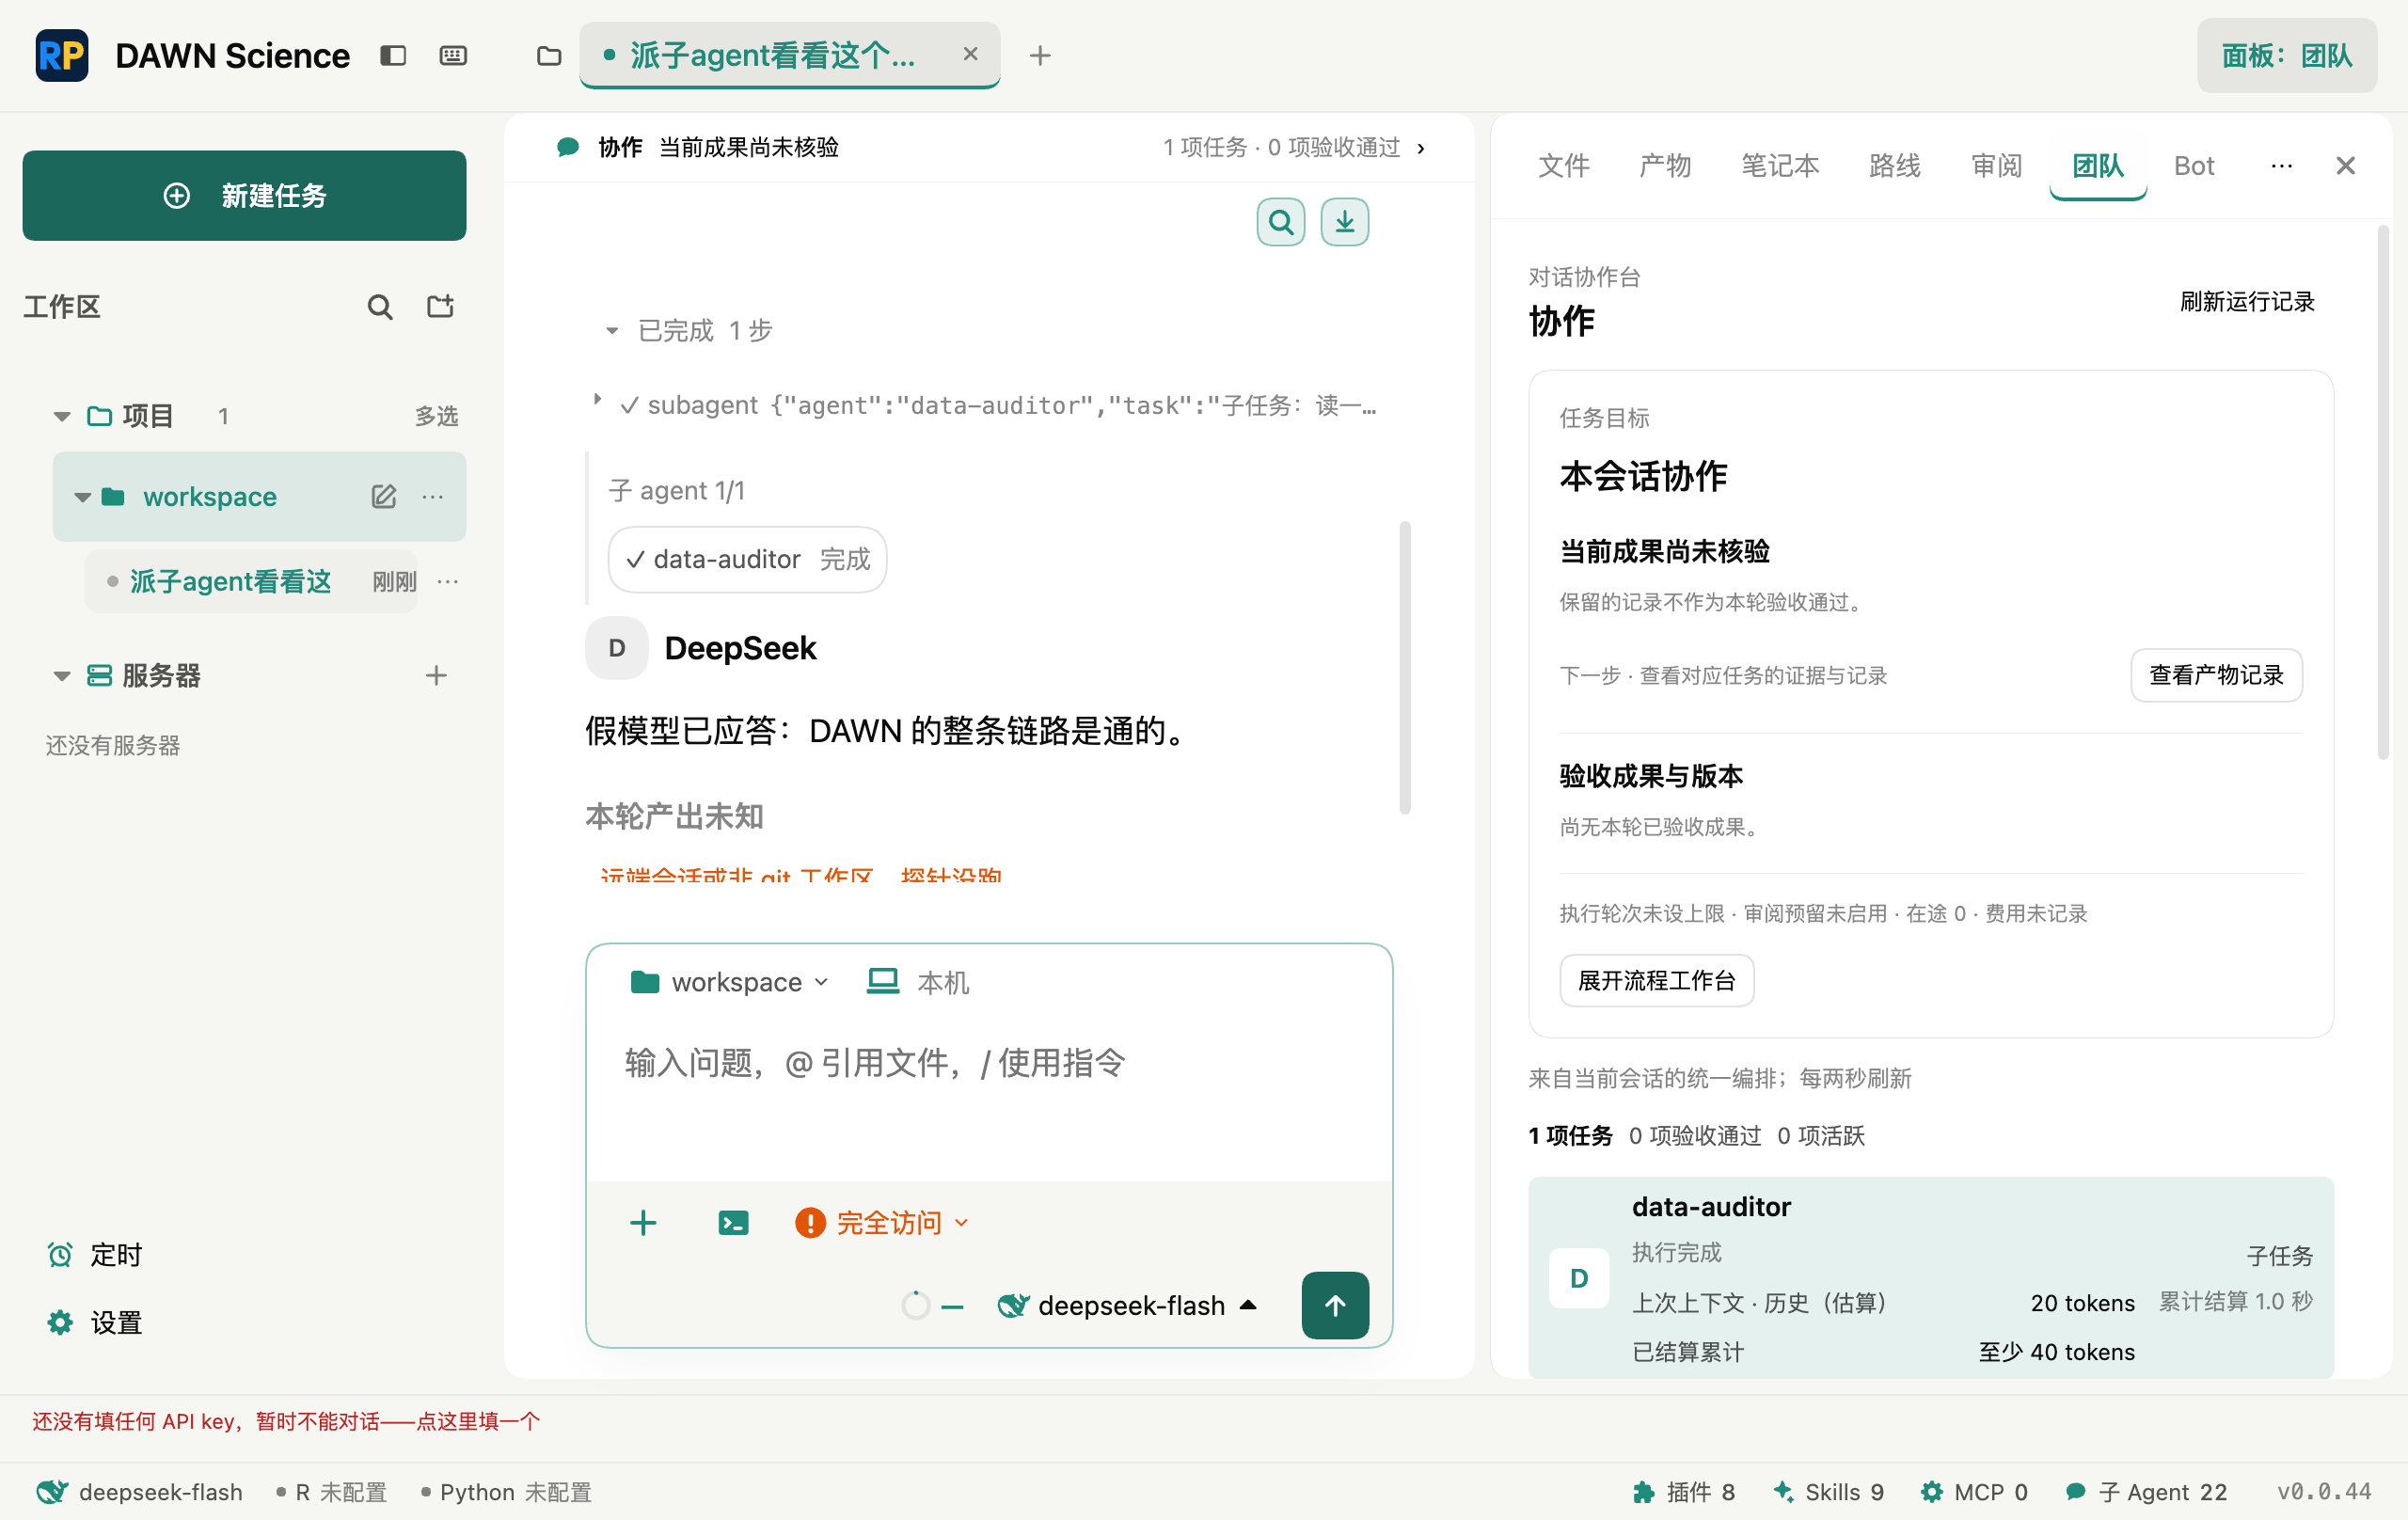 RP DAWN Science
派子agent看看这个...
面板：团队
新建任务
工作区
项目 1 多选
workspace
派子agent看看这 刚刚
服务器
还没有服务器
定时
设置
协作 当前成果尚未核验
1 项任务 · 0 项验收通过 ›
已完成 1 步
subagent {"agent":"data-auditor","task":"子任务：读一…
子 agent 1/1
data-auditor 完成
D DeepSeek
假模型已应答：DAWN 的整条链路是通的。
本轮产出未知
远端会话或非 git 工作区，探针没跑
workspace 本机
输入问题，@ 引用文件，/ 使用指令
完全访问
deepseek-flash
文件 产物 笔记本 路线 审阅 团队 Bot ...
对话协作台
协作
刷新运行记录
任务目标
本会话协作
当前成果尚未核验
保留的记录不作为本轮验收通过。
下一步 · 查看对应任务的证据与记录
查看产物记录
验收成果与版本
尚无本轮已验收成果。
执行轮次未设上限 · 审阅预留未启用 · 在途 0 · 费用未记录
展开流程工作台
来自当前会话的统一编排；每两秒刷新
1 项任务 0 项验收通过 0 项活跃
D
data-auditor
执行完成
子任务
上次上下文 · 历史（估算） 20 tokens 累计结算 1.0 秒
已结算累计 至少 40 tokens
还没有填任何 API key，暂时不能对话——点这里填一个
deepseek-flash R 未配置 Python 未配置
插件 8 Skills 9 MCP 0 子 Agent 22 v0.0.44